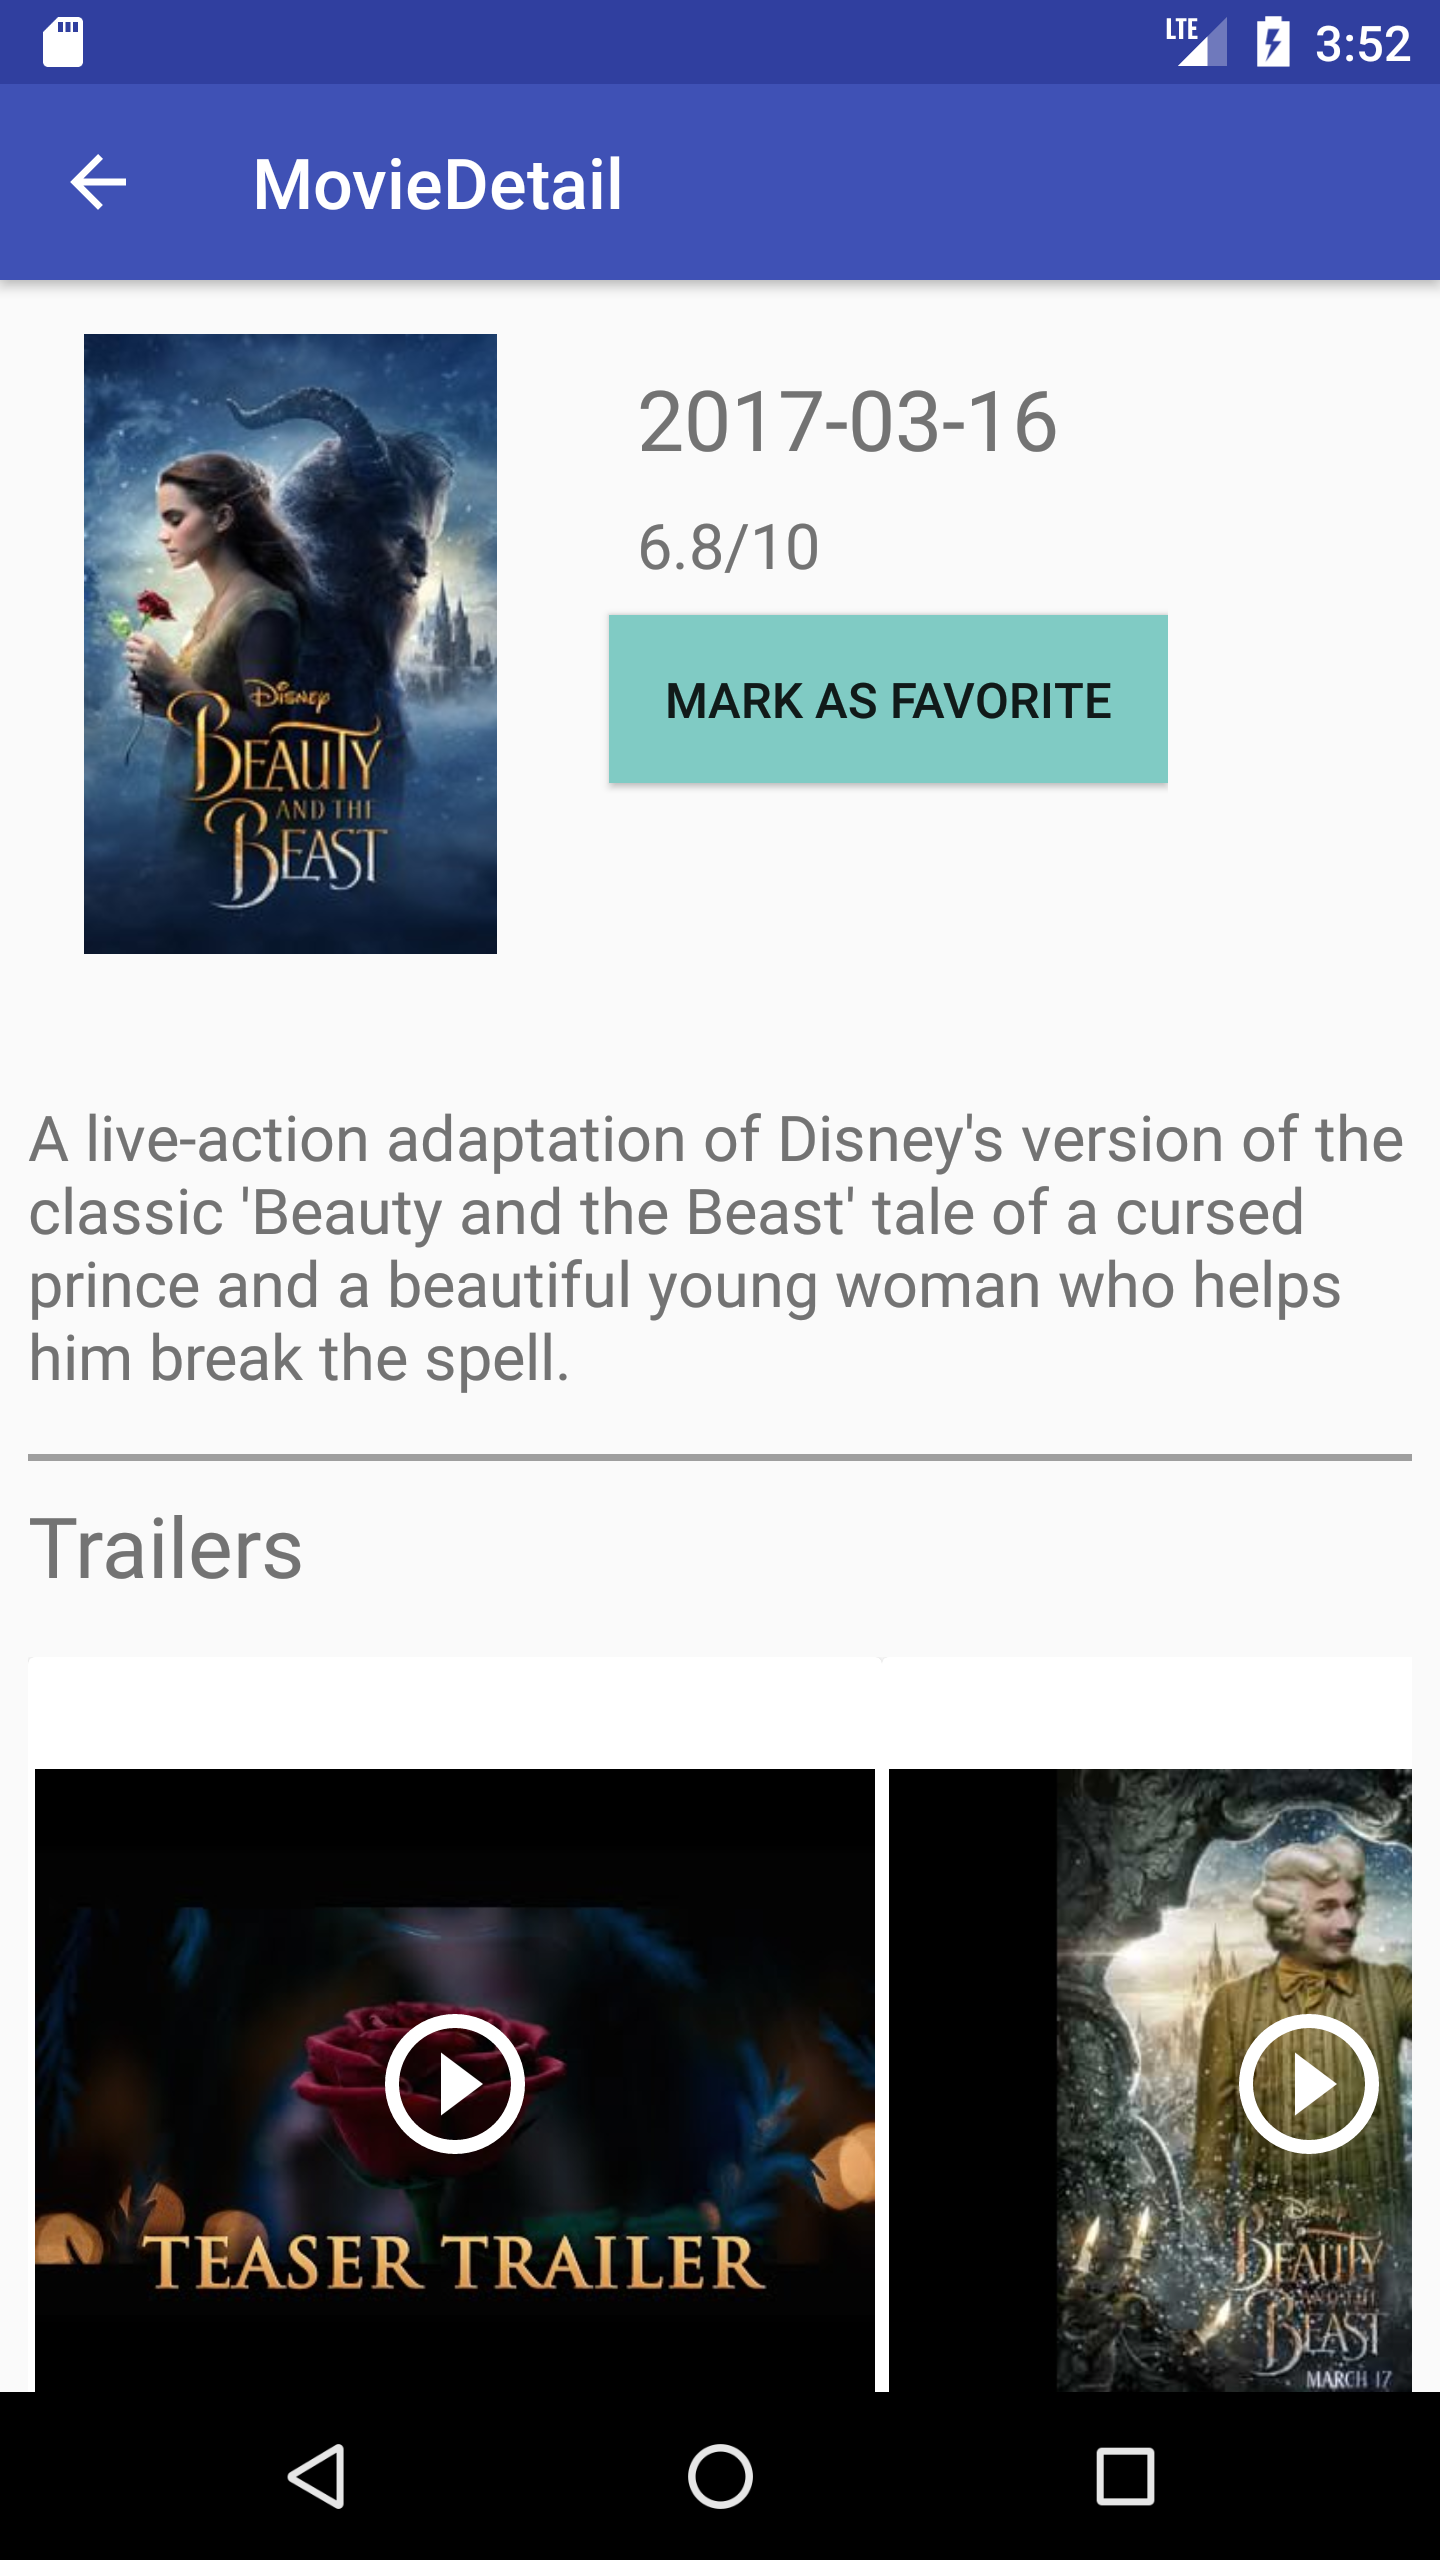 LTE 3:52
MovieDetail
2017-03-16
6.8/10
MARK AS FAVORITE
Disney
BEAUTY
AND THE
BEAST
A live-action adaptation of Disney's version of the
classic 'Beauty and the Beast' tale of a cursed
prince and a beautiful young woman who helps
him break the spell.
Trailers
TEASER TRAILER
Disney
BEAUTY
AND THE
BEAST
MARCH 17